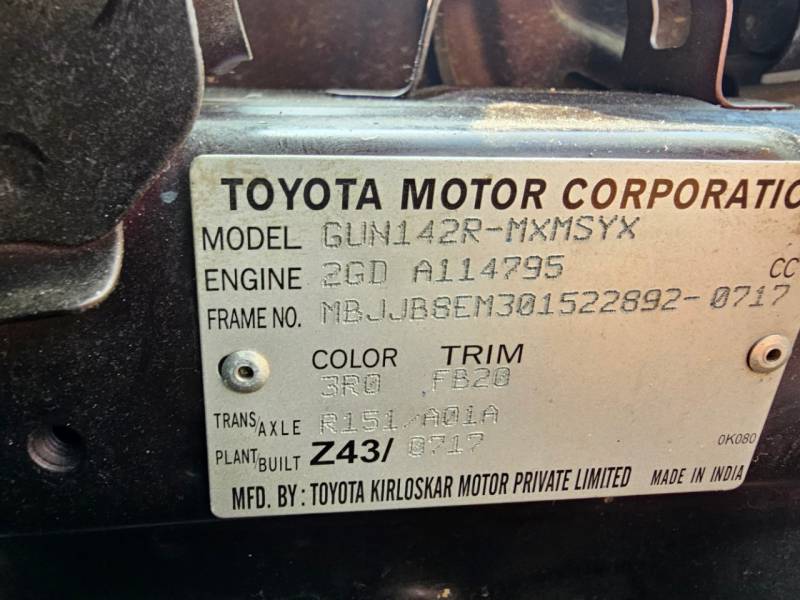 TOYOTA MOTOR CORPORATIO
MODEL GUN142R-MXMSYX
ENGINE 2GD A114795 CC
FRAME NO. MBJJB8EM301522892-0717
COLOR TRIM
3R0 FB20
TRANS/AXLE R151/A01A
PLANT/BUILT Z43/ 0717
0K080
MFD. BY : TOYOTA KIRLOSKAR MOTOR PRIVATE LIMITED MADE IN INDIA